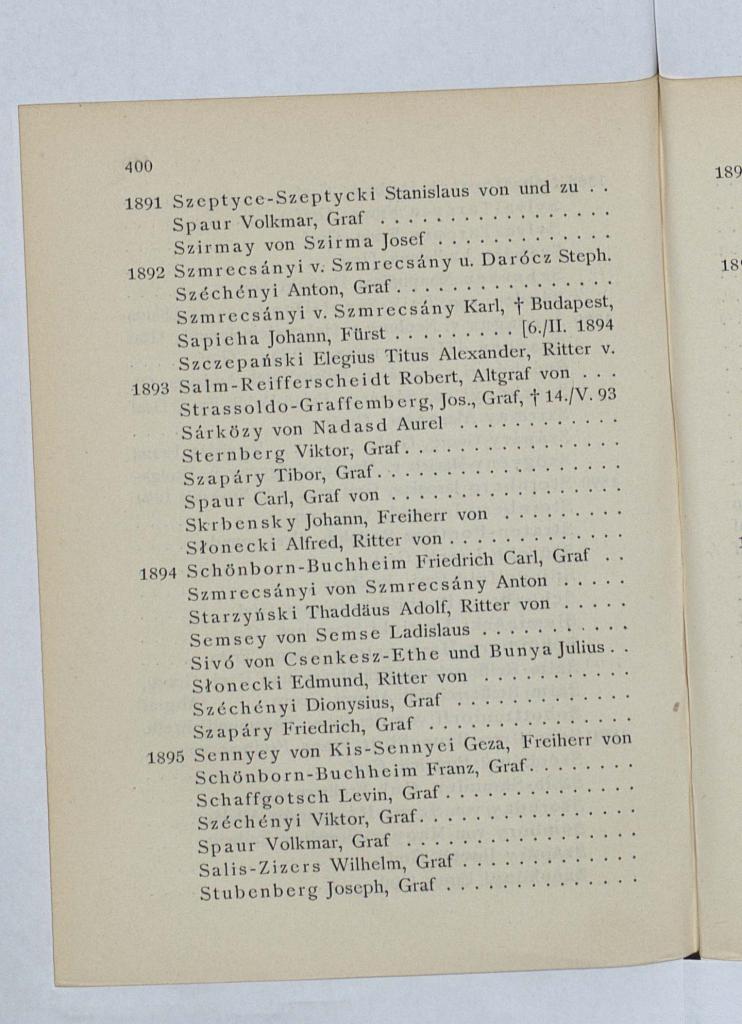 400
1891 Szeptyce-Szeptycki Stanislaus von und zu . .
Spaur Volkmar, Graf . . . . . . . . . . . . . . . . .
Szirmay von Szirma Josef . . . . . . . . . . . . .
1892 Szmrecsányi v. Szmrecsány u. Darócz Steph.
Széchényi Anton, Graf . . . . . . . . . . . . . . . .
Szmrecsányi v. Szmrecsány Karl, † Budapest,
Sapieha Johann, Fürst . . . . . . . . . [6./II. 1894
Szczepański Elegius Titus Alexander, Ritter v.
1893 Salm-Reifferscheidt Robert, Altgraf von . . .
Strassoldo-Graffemberg, Jos., Graf, † 14./V. 93
Sárközy von Nadasd Aurel . . . . . . . . . . . .
Sternberg Viktor, Graf . . . . . . . . . . . . . . . .
Szapáry Tibor, Graf . . . . . . . . . . . . . . . . . .
Spaur Carl, Graf von . . . . . . . . . . . . . . . . .
Skrbensky Johann, Freiherr von . . . . . . . . .
Słonecki Alfred, Ritter von . . . . . . . . . . . . .
1894 Schönborn-Buchheim Friedrich Carl, Graf . .
Szmrecsányi von Szmrecsány Anton . . . . .
Starzyński Thaddäus Adolf, Ritter von . . . . .
Semsey von Semse Ladislaus . . . . . . . . . . .
Sivó von Csenkesz-Ethe und Bunya Julius . .
Słonecki Edmund, Ritter von . . . . . . . . . . .
Széchényi Dionysius, Graf . . . . . . . . . . . . .
Szapáry Friedrich, Graf . . . . . . . . . . . . . . .
1895 Sennyey von Kis-Sennyei Geza, Freiherr von
Schönborn-Buchheim Franz, Graf . . . . . . . .
Schaffgotsch Levin, Graf . . . . . . . . . . . . . .
Széchényi Viktor, Graf . . . . . . . . . . . . . . . .
Spaur Volkmar, Graf . . . . . . . . . . . . . . . . .
Salis-Zizers Wilhelm, Graf . . . . . . . . . . . . .
Stubenberg Joseph, Graf . . . . . . . . . . . . . .
189